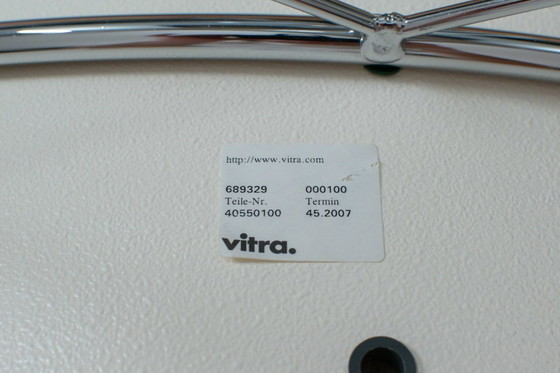 http://www.vitra.com
689329 000100
Teile-Nr. Termin
40550100 45.2007
vitra.